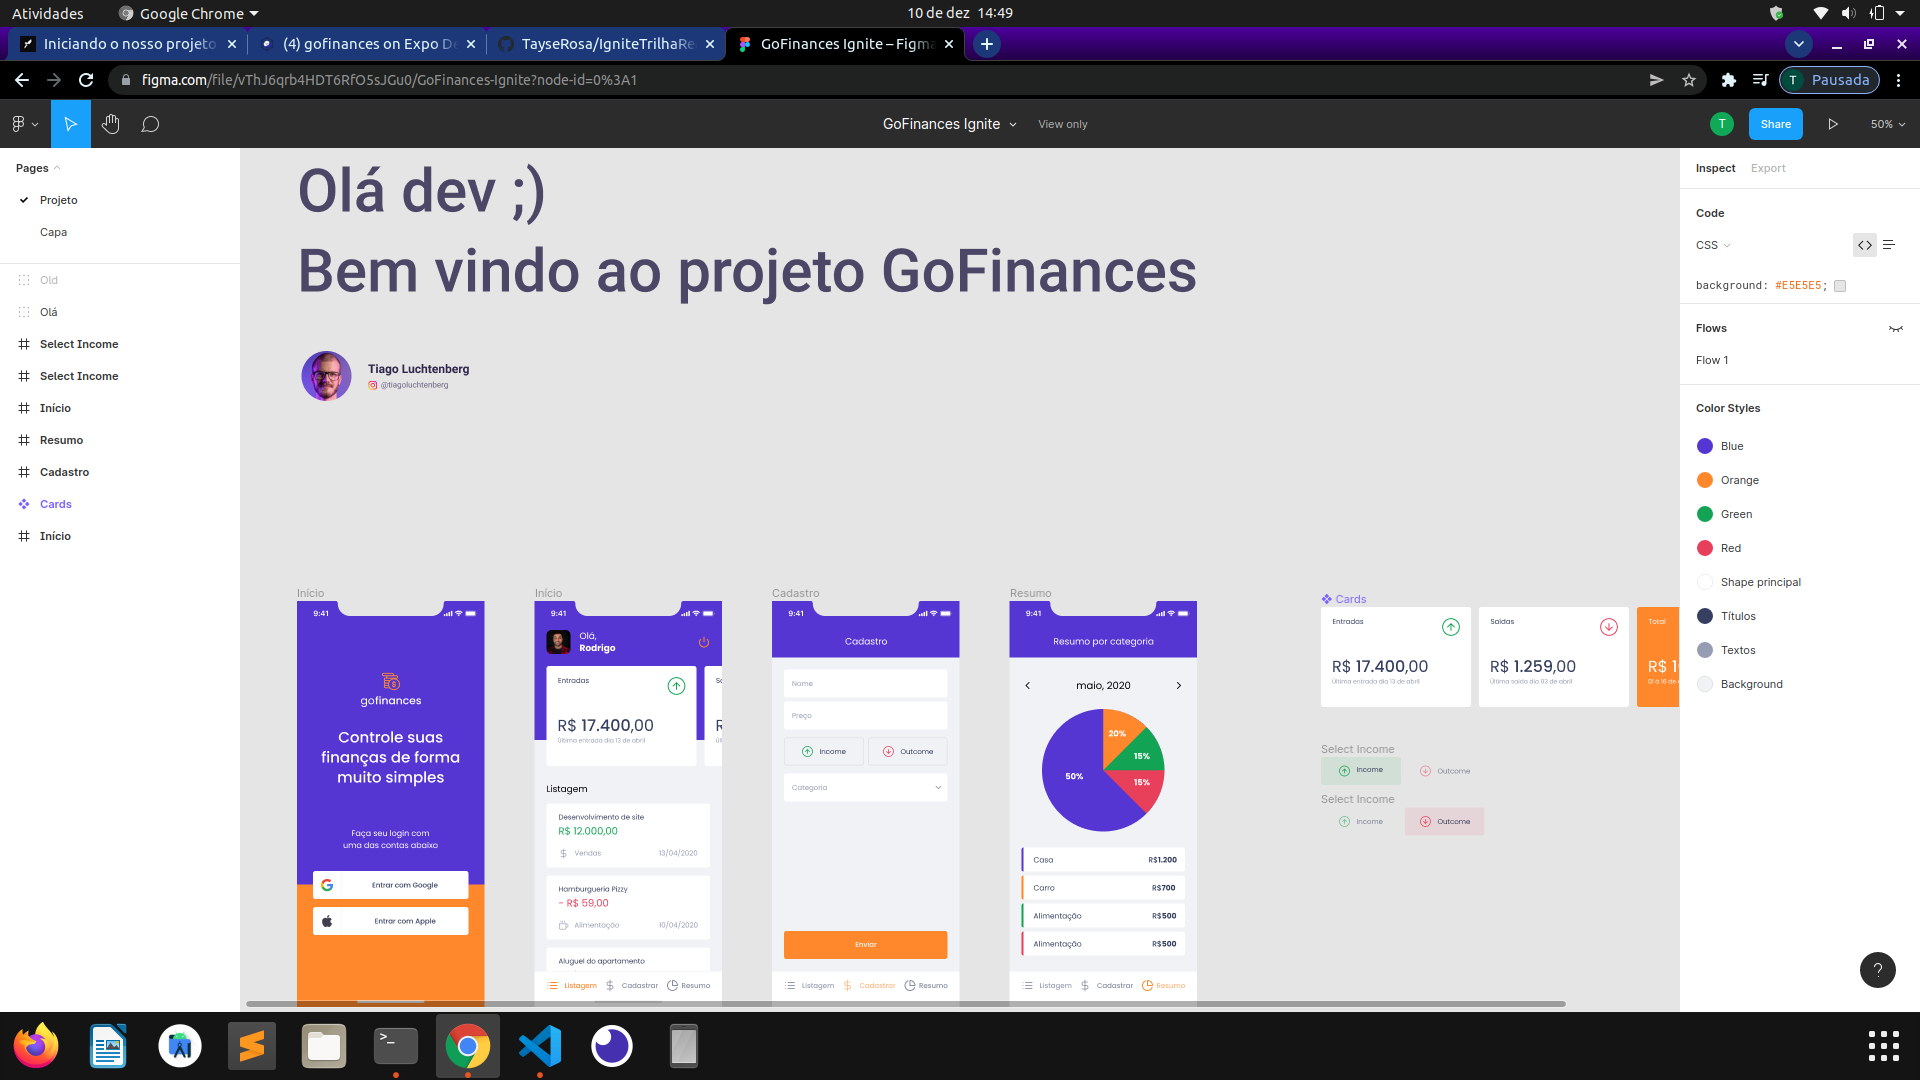 Atividades
Google Chrome
10 de dez 14:49
Iniciando o nosso projeto
(4) gofinances on Expo De
TayseRosa/IgniteTrilhaRe
GoFinances Ignite – Figma
figma.com/file/vThJ6qrb4HDT6RfO5sJGu0/GoFinances-Ignite?node-id=0%3A1
T
Pausada
GoFinances Ignite
View only
T
Share
50%
Pages
Projeto
Capa
Old
Olá
Select Income
Select Income
Início
Resumo
Cadastro
Cards
Início
Olá dev ;)
Bem vindo ao projeto GoFinances
Tiago Luchtenberg
@tiagoluchtenberg
Início
9:41
gofinances
Controle suas
finanças de forma
muito simples
Faça seu login com
uma das contas abaixo
Entrar com Google
Entrar com Apple
Início
9:41
Olá,
Rodrigo
Entradas
R$ 17.400,00
Última entrada dia 13 de abril
Listagem
Desenvolvimento de site
R$ 12.000,00
Vendas
13/04/2020
Hamburgueria Pizzy
- R$ 59,00
Alimentação
10/04/2020
Aluguel do apartamento
Listagem
Cadastrar
Resumo
Cadastro
9:41
Cadastro
Nome
Preço
Income
Outcome
Categoria
Enviar
Listagem
Cadastrar
Resumo
Resumo
9:41
Resumo por categoria
maio, 2020
20%
15%
50%
15%
Casa
R$1.200
Carro
R$700
Alimentação
R$500
Alimentação
R$500
Listagem
Cadastrar
Resumo
Cards
Entradas
R$ 17.400,00
Última entrada dia 13 de abril
Saídas
R$ 1.259,00
Última saída dia 03 de abril
Total
R$ 1
Select Income
Income
Outcome
Select Income
Income
Outcome
Inspect
Export
Code
CSS
background: #E5E5E5;
Flows
Flow 1
Color Styles
Blue
Orange
Green
Red
Shape principal
Títulos
Textos
Background
?